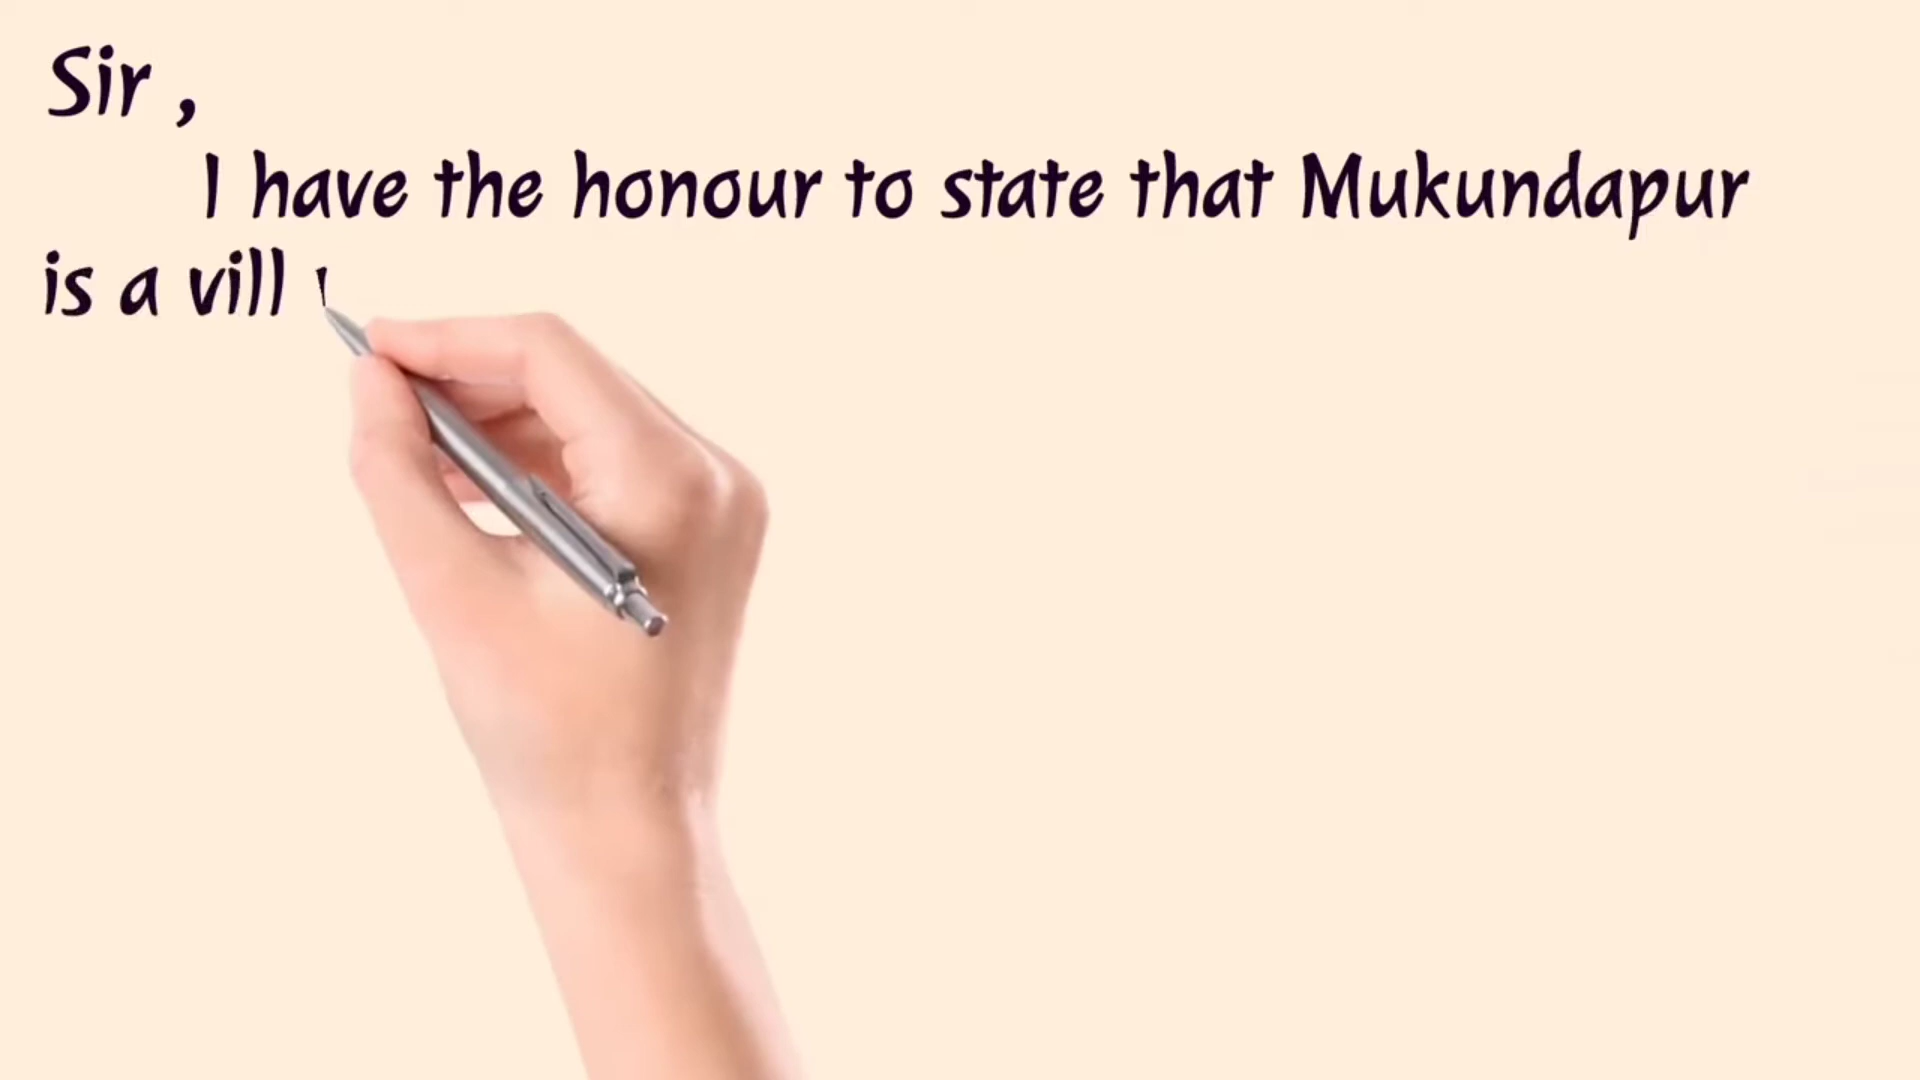 Sir ,
I have the honour to state that Mukundapur
is a vill